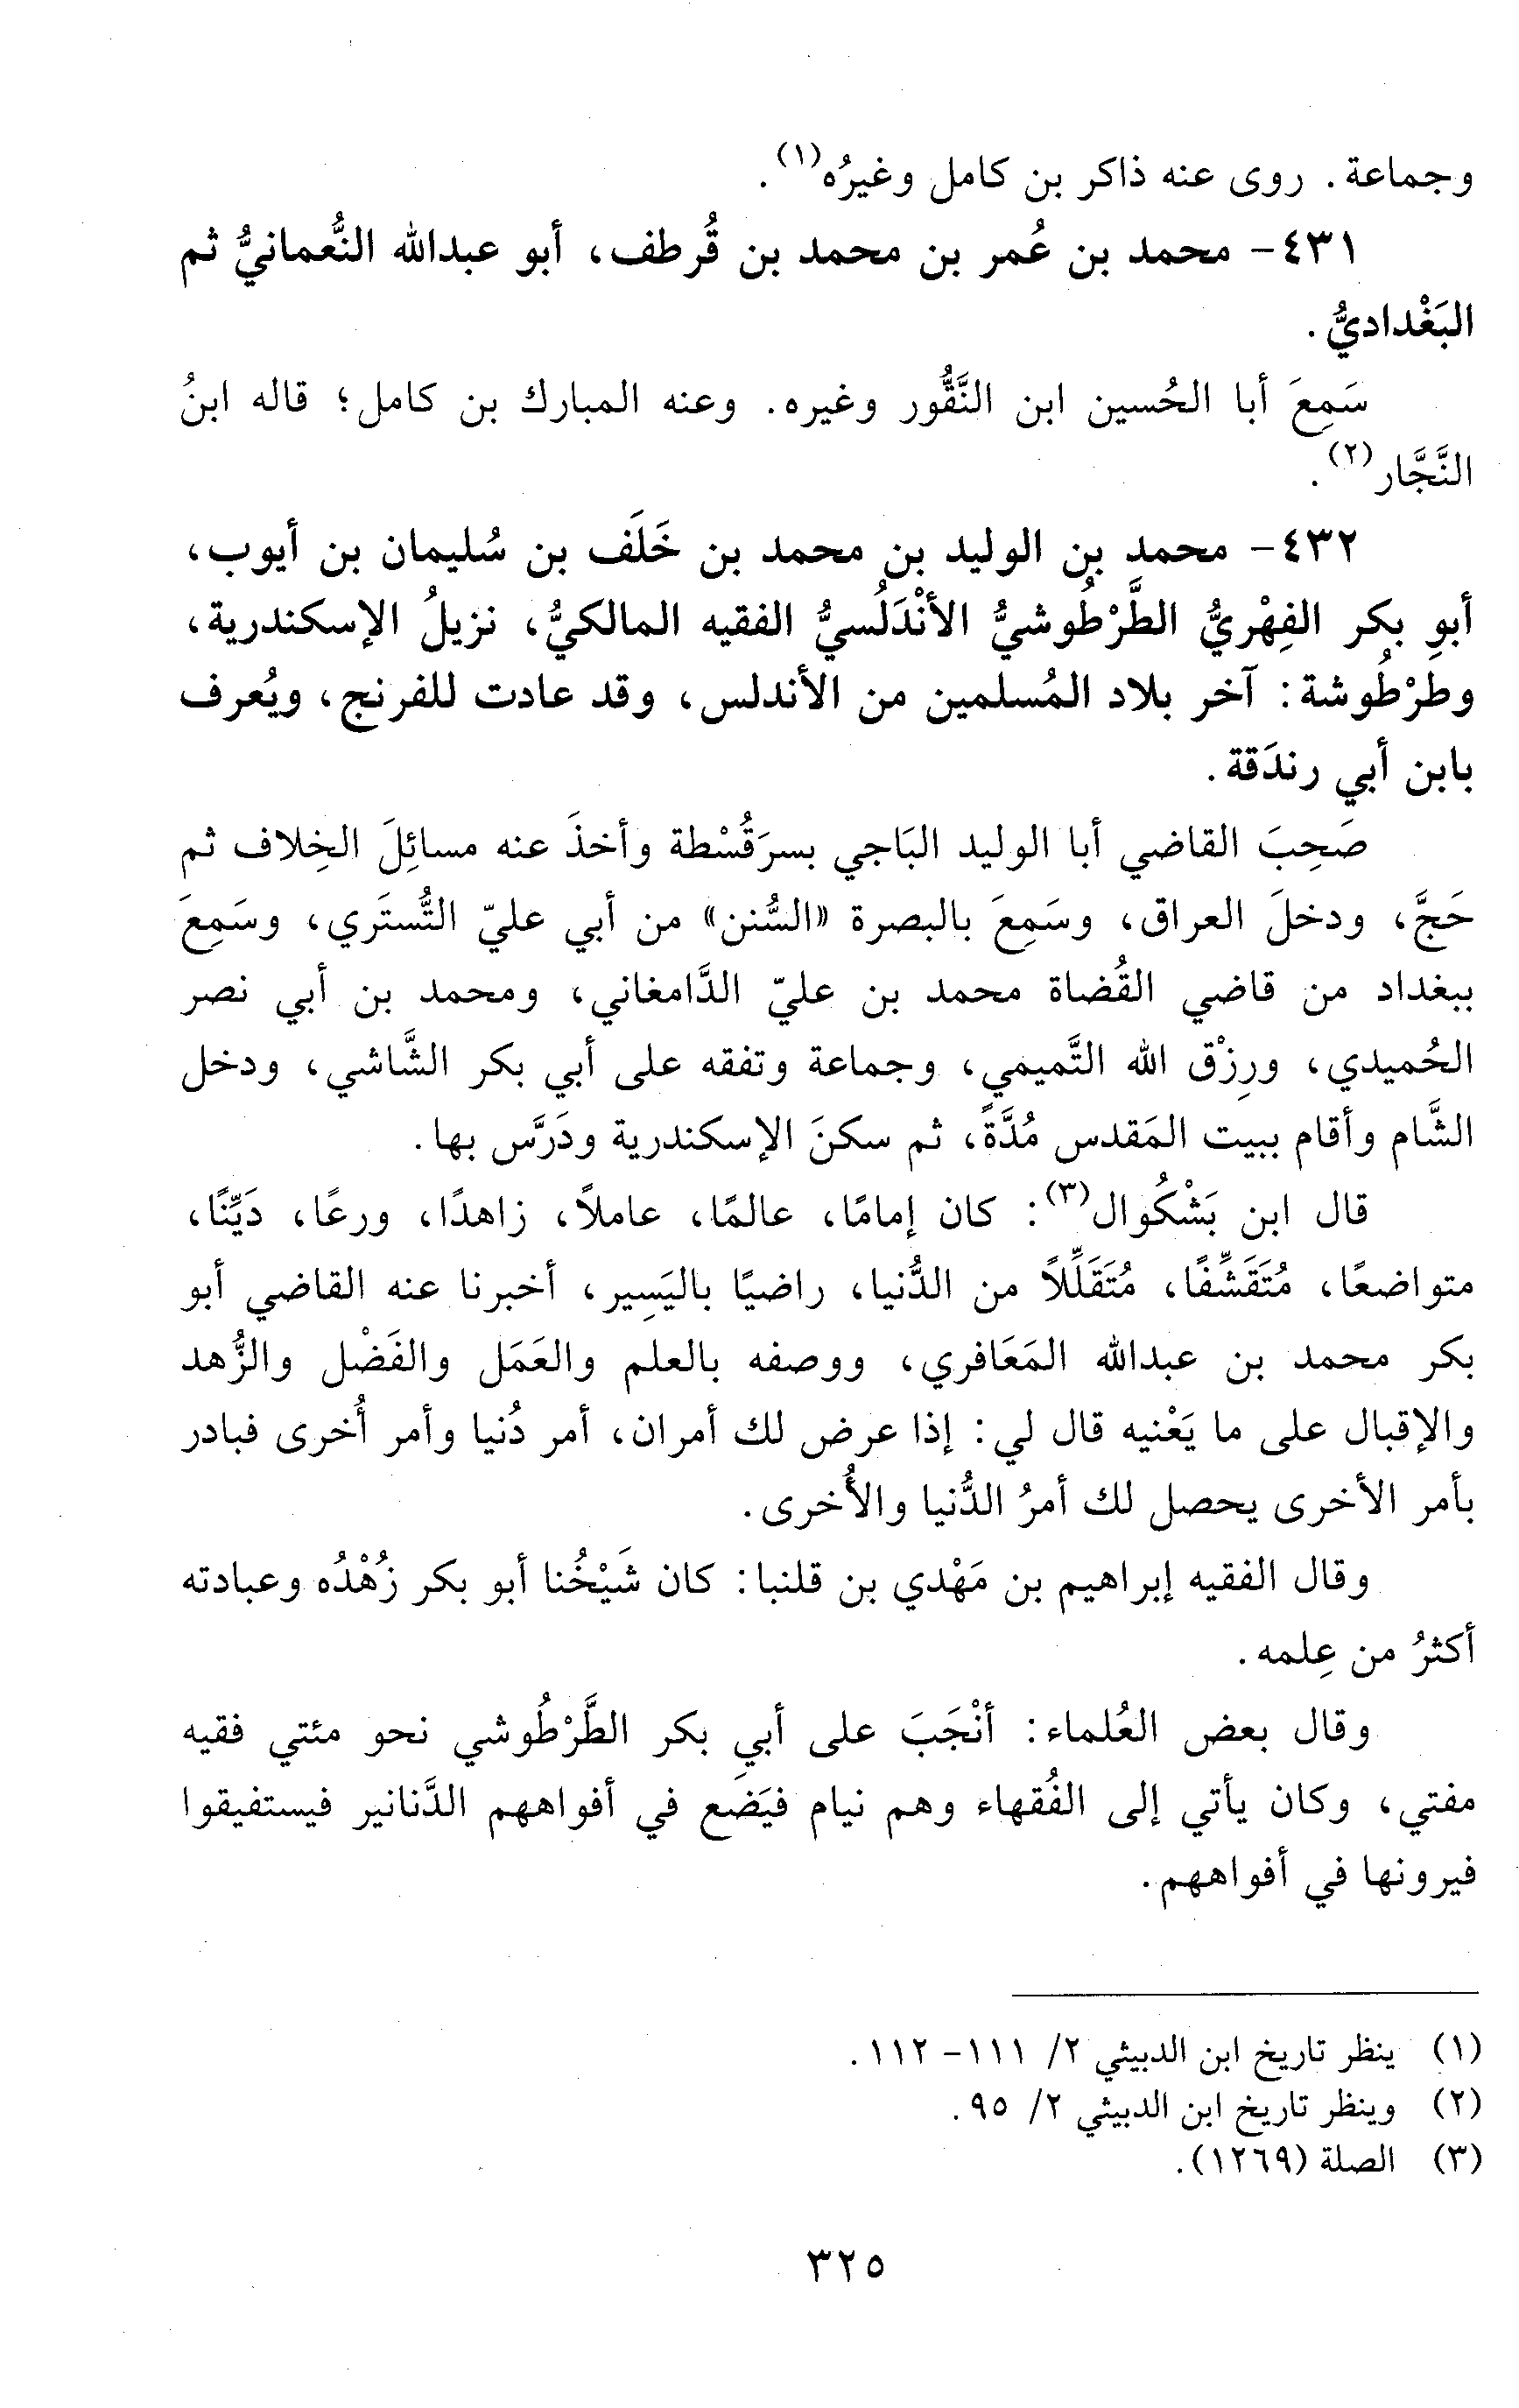 وجماعة. روى عنه ذاكر بن كامل وغيرُه(١).
٤٣١- محمد بن عُمر بن محمد بن قُرطف، أبو عبدالله النُّعمانيُّ ثم
البَغْداديُّ.
سَمِعَ أبا الحُسين ابن النَّقُّور وغيره. وعنه المبارك بن كامل؛ قاله ابنُ
النَّجَّار(٢).
٤٣٢- محمد بن الوليد بن محمد بن خَلَف بن سُليمان بن أيوب،
أبو بكر الفِهْريُّ الطَّرْطُوشيُّ الأنْدَلُسيُّ الفقيه المالكيُّ، نزيلُ الإسكندرية،
وطرْطُوشة: آخر بلاد المُسلمين من الأندلس، وقد عادت للفرنج، ويُعرف
بابن أبي رندَقة.
صَحِبَ القاضي أبا الوليد البَاجي بسرَقُسْطة وأخذَ عنه مسائِلَ الخِلاف ثم
حَجَّ، ودخلَ العراق، وسَمِعَ بالبصرة «السُّنن» من أبي عليّ التُّستَري، وسَمِعَ
ببغداد من قاضي القُضاة محمد بن عليّ الدَّامغاني، ومحمد بن أبي نصر
الحُميدي، ورِزْق الله التَّميمي، وجماعة وتفقه على أبي بكر الشَّاشي، ودخل
الشَّام وأقام ببيت المَقدس مُدَّةً، ثم سكنَ الإسكندرية ودَرَّس بها.
قال ابن بَشْكُوال(٣): كان إمامًا، عالمًا، عاملاً، زاهدًا، ورعًا، دَيِّنًا،
متواضعًا، مُتَقَشِّفًا، مُتَقَلِّلاً من الدُّنيا، راضيًا باليَسِير، أخبرنا عنه القاضي أبو
بكر محمد بن عبدالله المَعَافري، ووصفه بالعلم والعَمَل والفَضْل والزُّهد
والإقبال على ما يَعْنيه قال لي: إذا عرض لك أمران، أمر دُنيا وأمر أُخرى فبادر
بأمر الأخرى يحصل لك أمرُ الدُّنيا والأُخرى.
وقال الفقيه إبراهيم بن مَهْدي بن قلنبا: كان شَيْخُنا أبو بكر زُهْدُه وعبادته
أكثرُ من عِلمه.
وقال بعض العُلماء: أنْجَبَ على أبي بكر الطَّرْطُوشي نحو مئتي فقيه
مفتي، وكان يأتي إلى الفُقهاء وهم نيام فيَضَع في أفواههم الدَّنانير فيستفيقوا
فيرونها في أفواههم.
(١) ينظر تاريخ ابن الدبيثي ٢/ ١١١- ١١٢.
(٢) وينظر تاريخ ابن الدبيثي ٢/ ٩٥.
(٣) الصلة (١٢٦٩).
٣٢٥